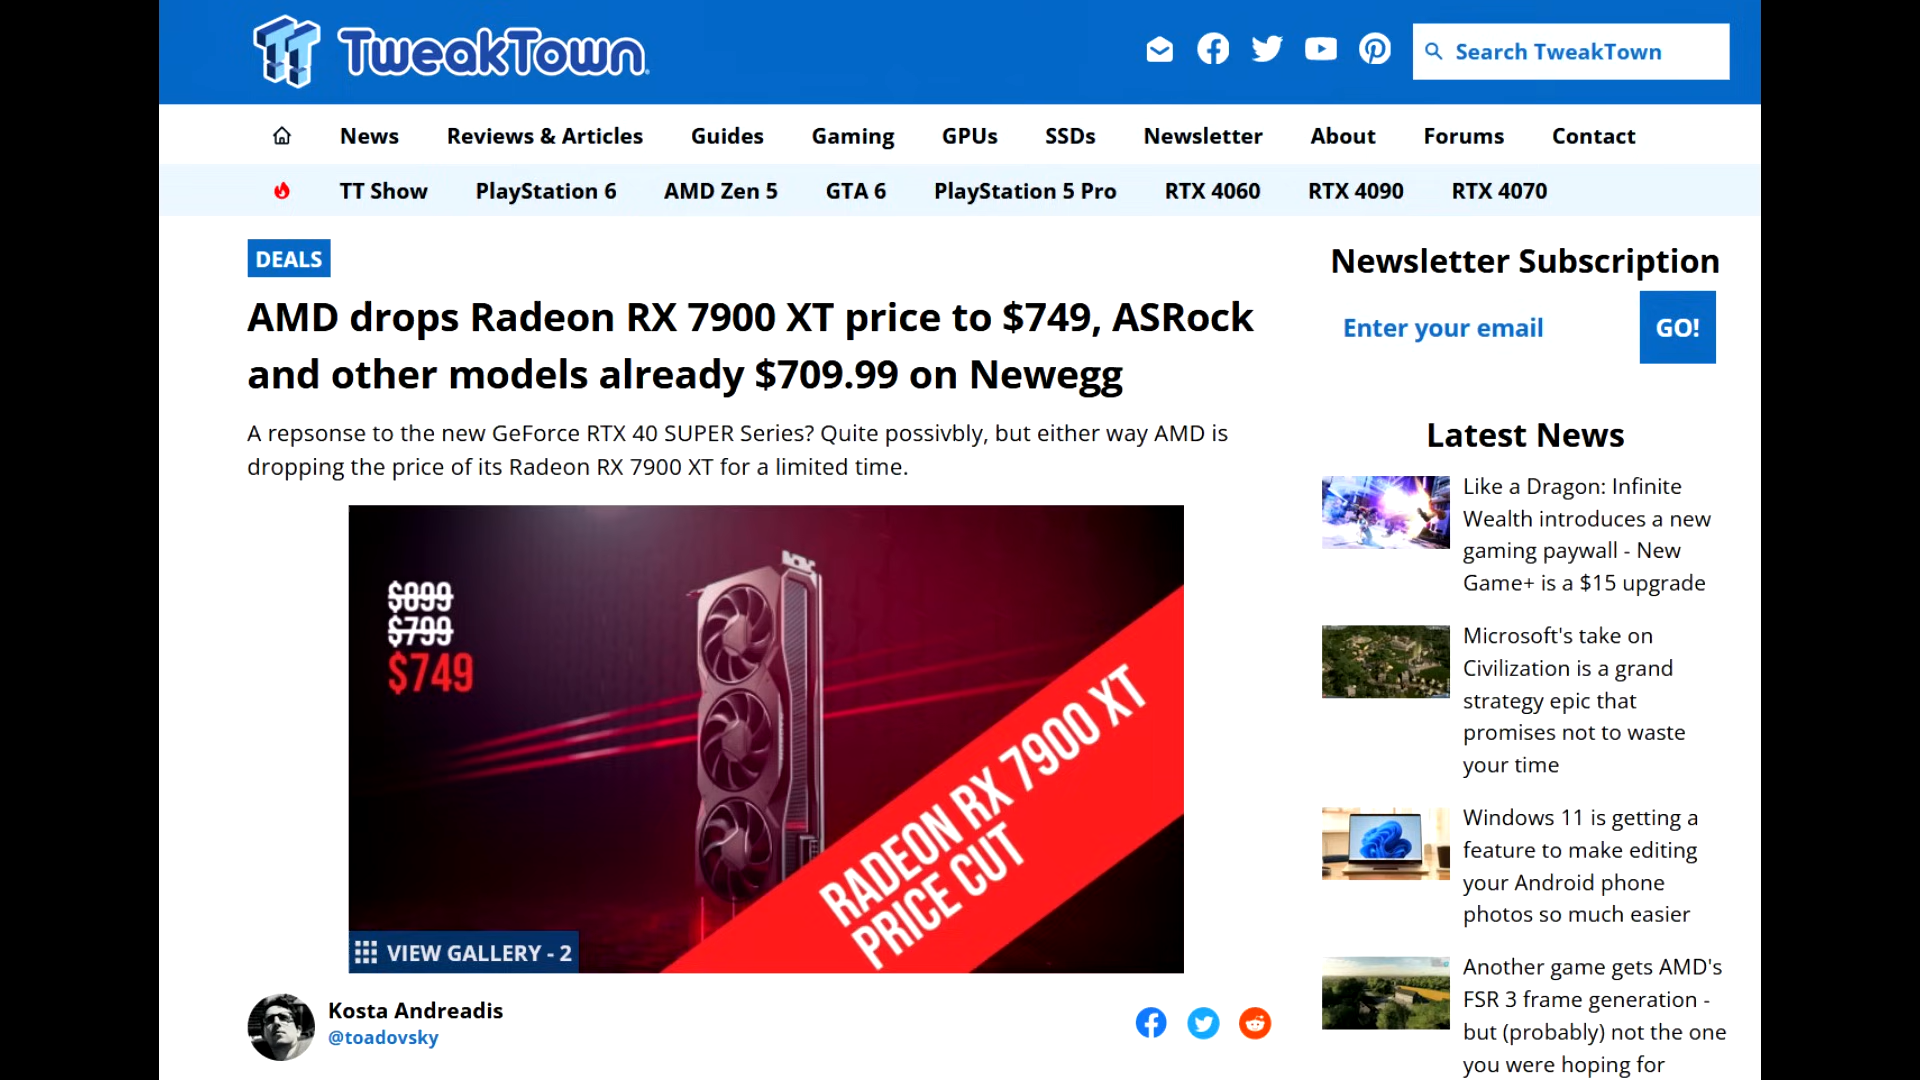 TweakTown
Search TweakTown
News Reviews & Articles Guides Gaming GPUs SSDs Newsletter About Forums Contact
TT Show PlayStation 6 AMD Zen 5 GTA 6 PlayStation 5 Pro RTX 4060 RTX 4090 RTX 4070
DEALS
AMD drops Radeon RX 7900 XT price to $749, ASRock
and other models already $709.99 on Newegg
A repsonse to the new GeForce RTX 40 SUPER Series? Quite possivbly, but either way AMD is
dropping the price of its Radeon RX 7900 XT for a limited time.
$899
$799
$749
RADEON RX 7900 XT
PRICE CUT
VIEW GALLERY - 2
Kosta Andreadis
@toadovsky
Newsletter Subscription
Enter your email
GO!
Latest News
Like a Dragon: Infinite
Wealth introduces a new
gaming paywall - New
Game+ is a $15 upgrade
Microsoft's take on
Civilization is a grand
strategy epic that
promises not to waste
your time
Windows 11 is getting a
feature to make editing
your Android phone
photos so much easier
Another game gets AMD's
FSR 3 frame generation -
but (probably) not the one
you were hoping for